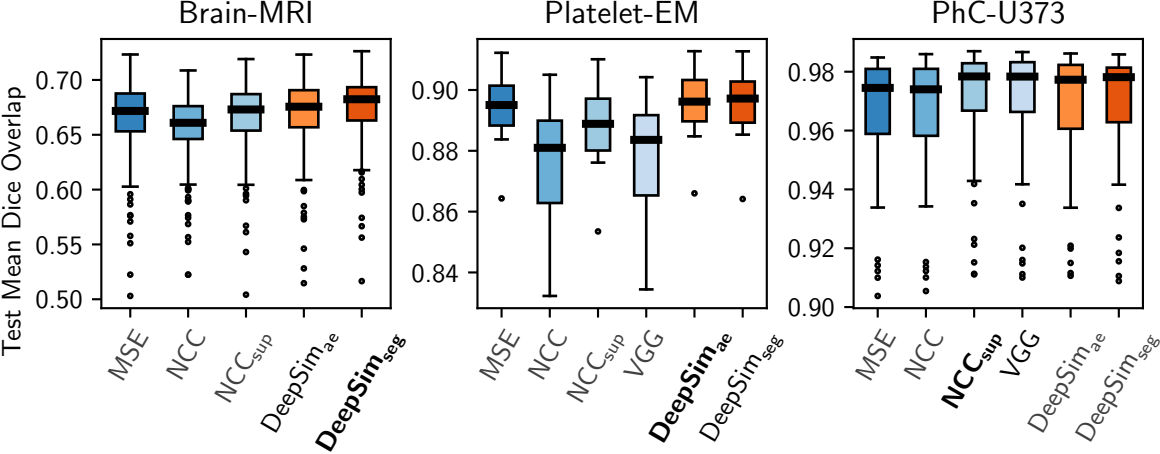 Brain-MRI
Platelet-EM
PhC-U373
Test Mean Dice Overlap
0.70
0.65
0.60
0.55
0.50
MSE
NCC
NCCsup
DeepSimae
DeepSimseg
0.90
0.88
0.86
0.84
MSE
NCC
NCCsup
VGG
DeepSimae
DeepSimseg
0.98
0.96
0.94
0.92
0.90
MSE
NCC
NCCsup
VGG
DeepSimae
DeepSimseg